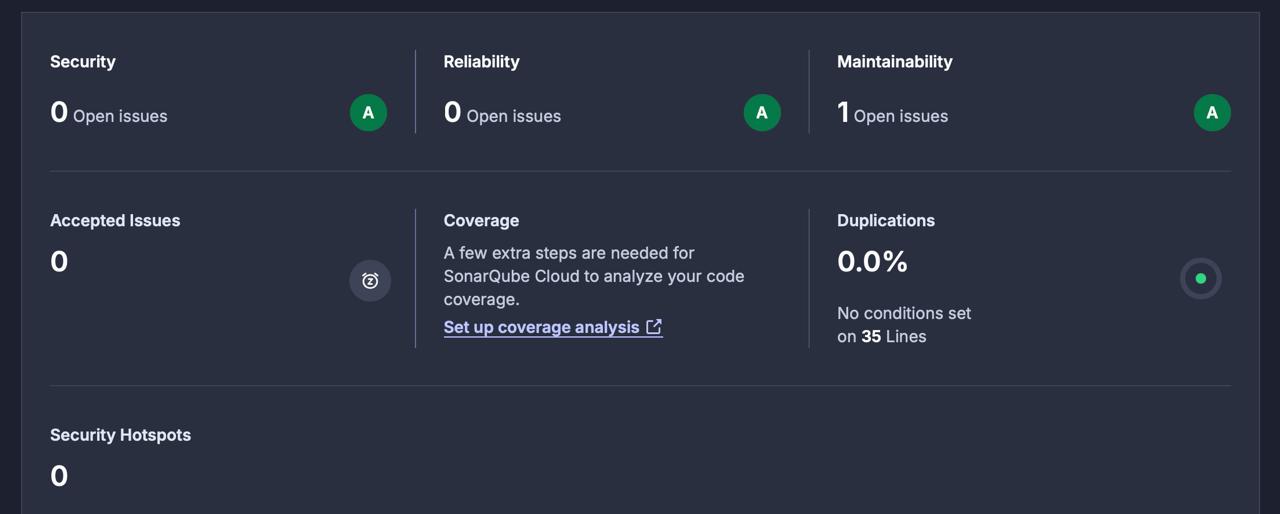 Security
Reliability
Maintainability
0 Open issues
A
0 Open issues
A
1 Open issues
A
Accepted Issues
0
z
Coverage
A few extra steps are needed for
SonarQube Cloud to analyze your code
coverage.
Set up coverage analysis
Duplications
0.0%
No conditions set
on 35 Lines
Security Hotspots
0